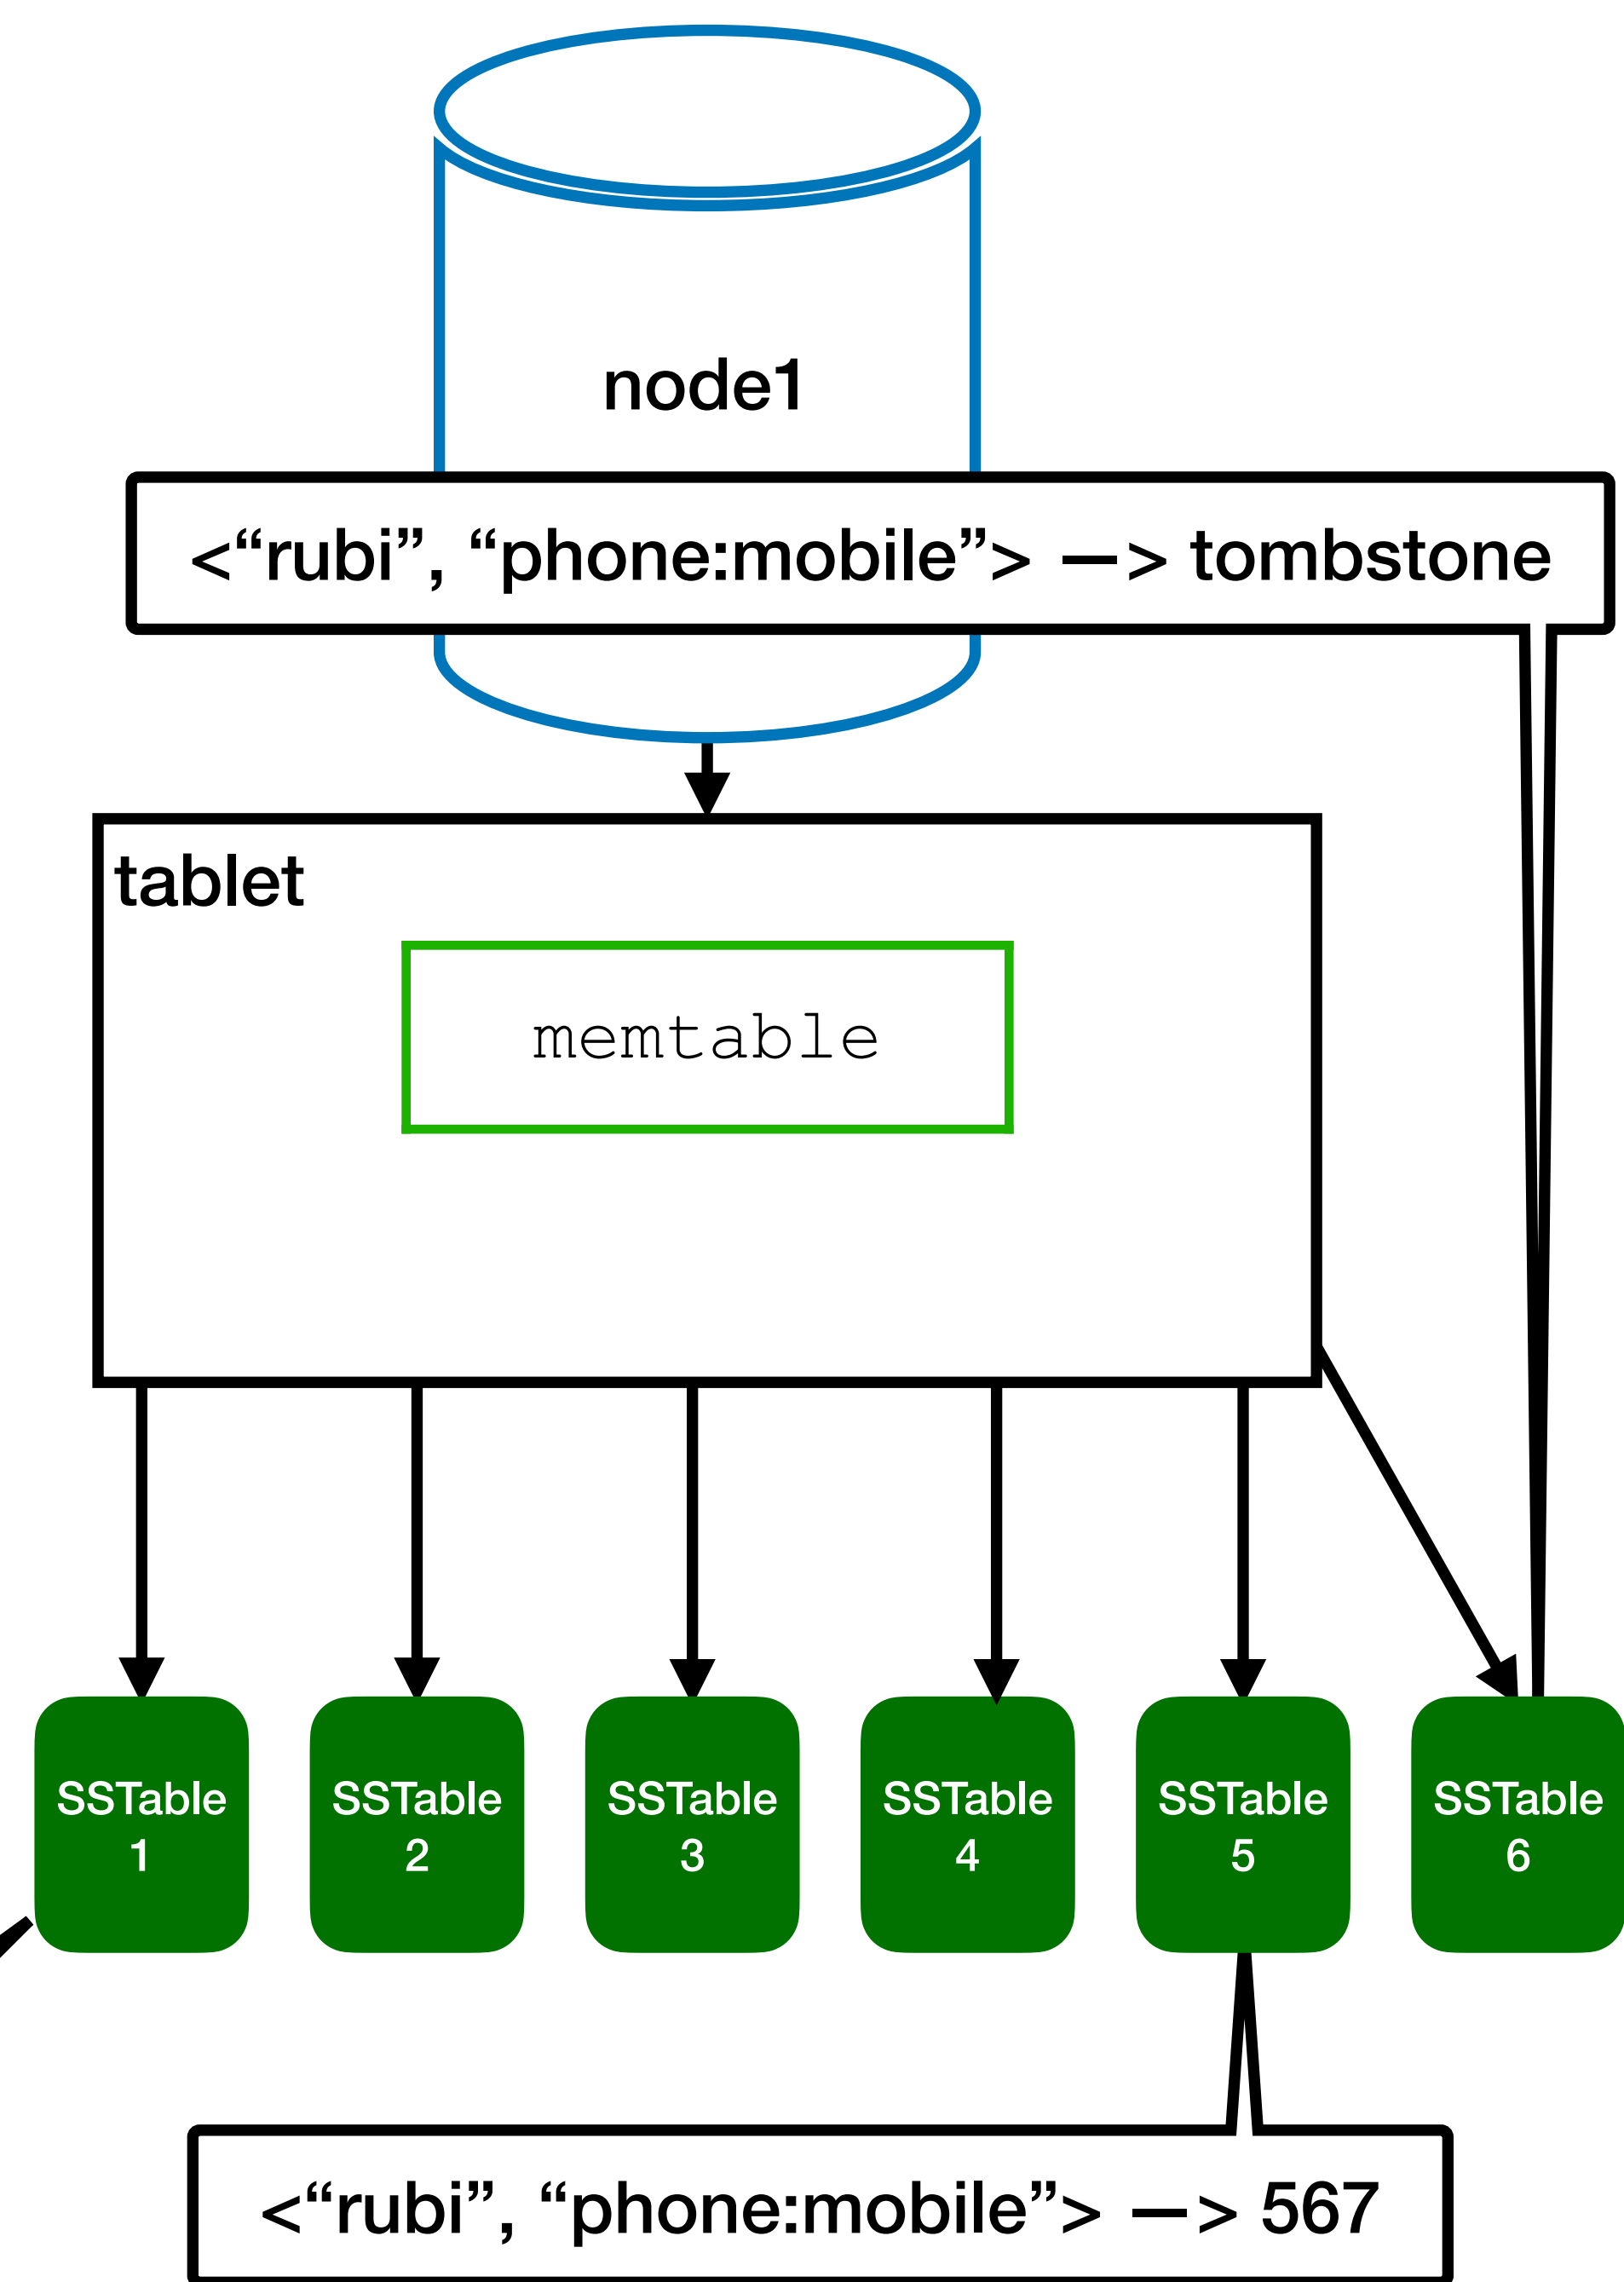 node1
<“rubi”, “phone:mobile”> —> tombstone
tablet
memtable
SSTable
1
SSTable
2
SSTable
3
SSTable
4
SSTable
5
SSTable
6
<“rubi”, “phone:mobile”> —> 567